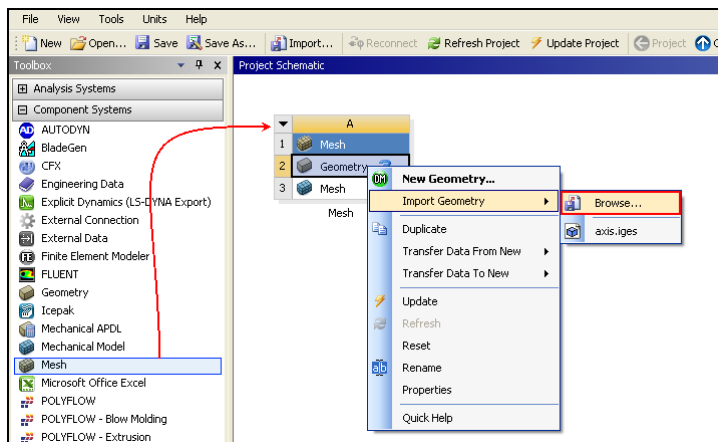 File View Tools Units Help
New Open... Save Save As... Import... Reconnect Refresh Project Update Project Project
Toolbox
Project Schematic
Analysis Systems
Component Systems
AUTODYN
BladeGen
CFX
Engineering Data
Explicit Dynamics (LS-DYNA Export)
External Connection
External Data
Finite Element Modeler
FLUENT
Geometry
Icepak
Mechanical APDL
Mechanical Model
Mesh
Microsoft Office Excel
POLYFLOW
POLYFLOW - Blow Molding
POLYFLOW - Extrusion
A
1 Mesh
2 Geometry
3 Mesh
Mesh
DM New Geometry...
Import Geometry
Duplicate
Transfer Data From New
Transfer Data To New
Update
Refresh
Reset
Rename
Properties
Quick Help
Browse...
axis.iges